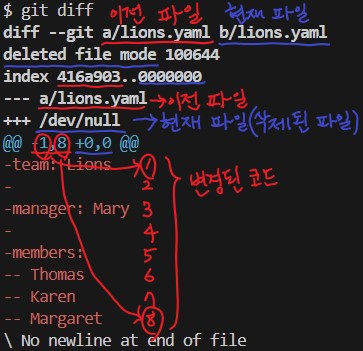 $ git diff 이전 파일 현재 파일
diff --git a/lions.yaml b/lions.yaml
deleted file mode 100644
index 416a903..0000000
--- a/lions.yaml → 이전 파일
+++ /dev/null → 현재 파일(삭제된 파일)
@@ -1,8 +0,0 @@
-team: Lions 1
- 2
-manager: Mary 3
- 4
-members: 5
-- Thomas 6
-- Karen 7
-- Margaret 8
변경된 코드
\ No newline at end of file